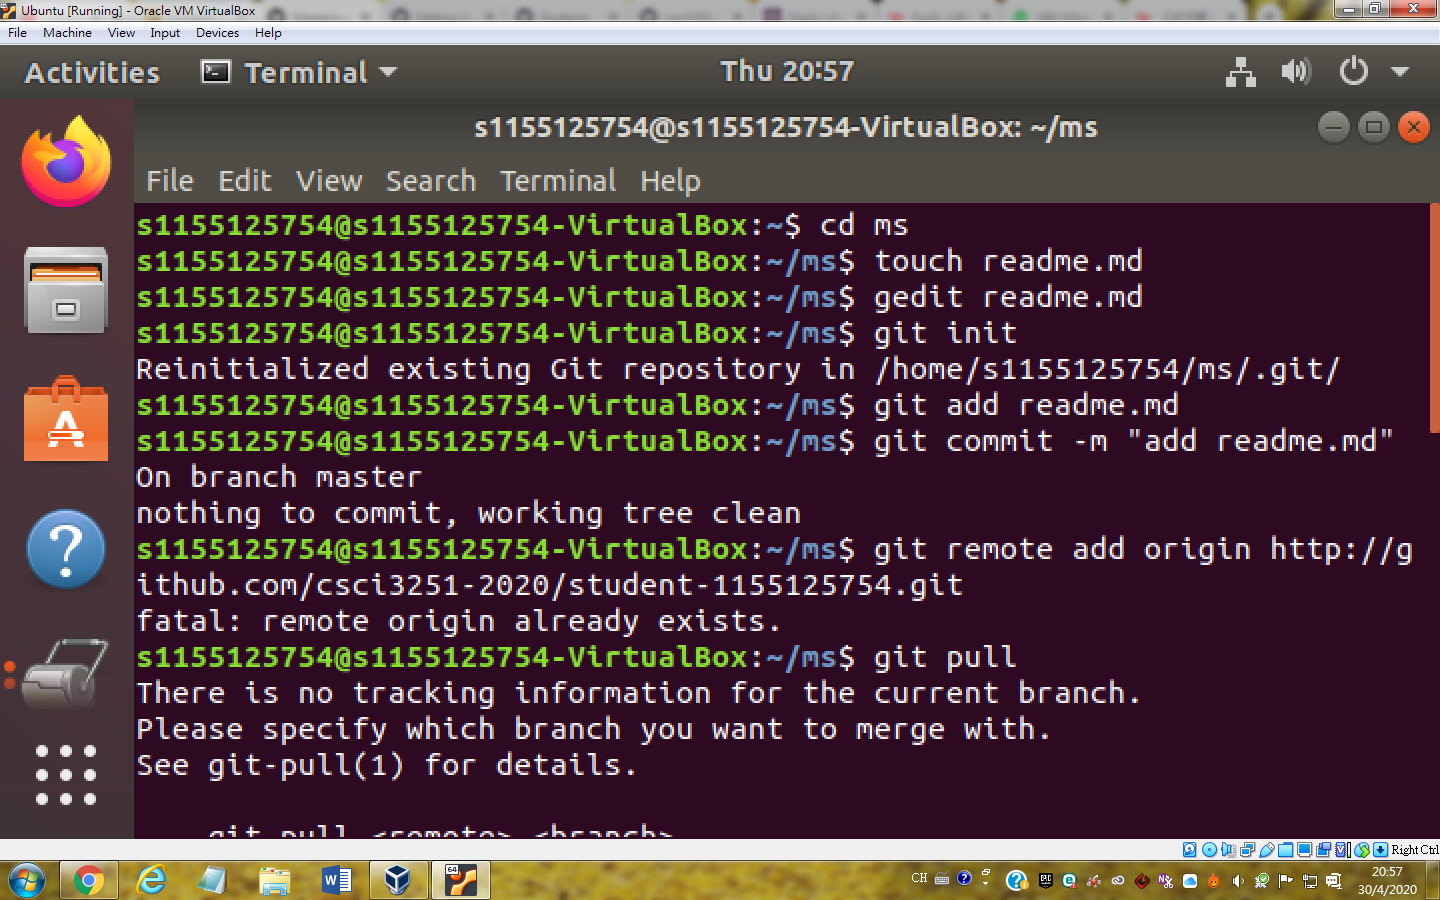 Ubuntu [Running] - Oracle VM VirtualBox
File Machine View Input Devices Help
Activities Terminal Thu 20:57
s1155125754@s1155125754-VirtualBox: ~/ms
File Edit View Search Terminal Help
s1155125754@s1155125754-VirtualBox:~$ cd ms
s1155125754@s1155125754-VirtualBox:~/ms$ touch readme.md
s1155125754@s1155125754-VirtualBox:~/ms$ gedit readme.md
s1155125754@s1155125754-VirtualBox:~/ms$ git init
Reinitialized existing Git repository in /home/s1155125754/ms/.git/
s1155125754@s1155125754-VirtualBox:~/ms$ git add readme.md
s1155125754@s1155125754-VirtualBox:~/ms$ git commit -m "add readme.md"
On branch master
nothing to commit, working tree clean
s1155125754@s1155125754-VirtualBox:~/ms$ git remote add origin http://g
ithub.com/csci3251-2020/student-1155125754.git
fatal: remote origin already exists.
s1155125754@s1155125754-VirtualBox:~/ms$ git pull
There is no tracking information for the current branch.
Please specify which branch you want to merge with.
See git-pull(1) for details.
git pull <remote> <branch>
Right Ctrl
64
CH
20:57
30/4/2020